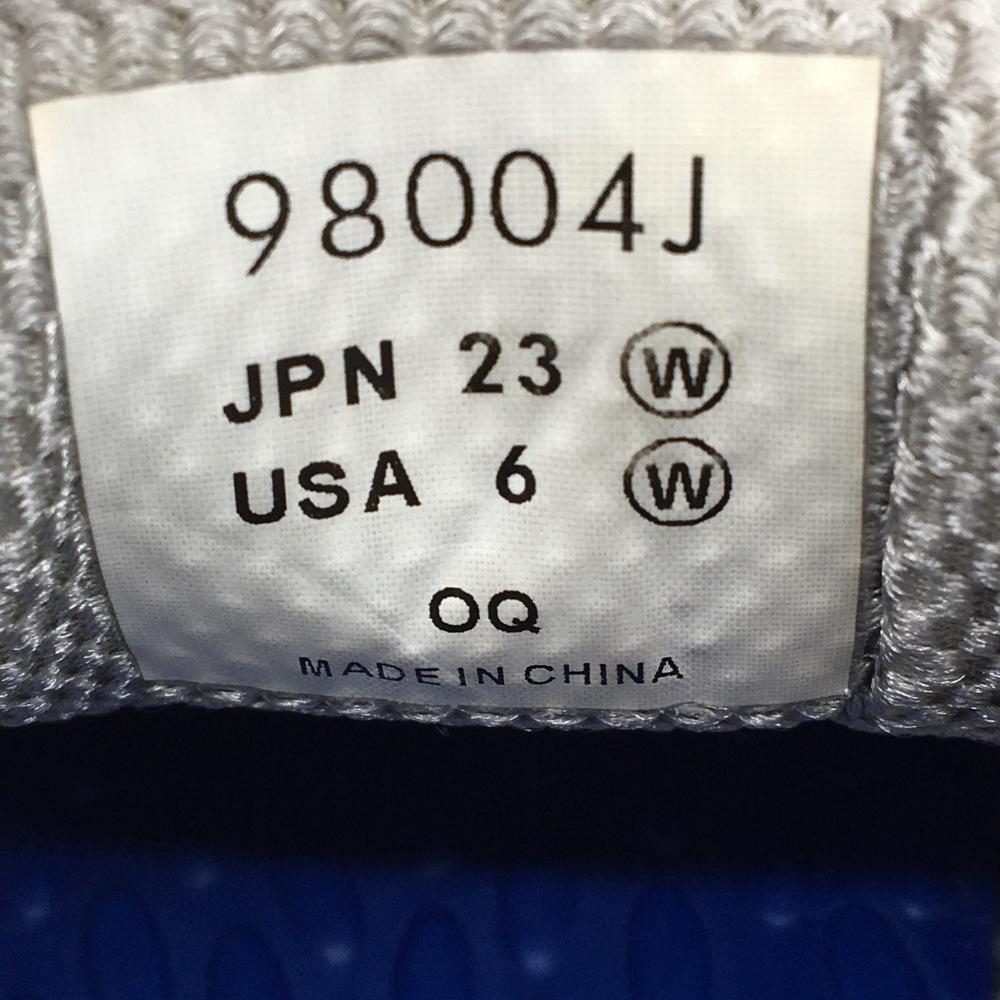 98004J
JPN 23 Ⓦ
USA 6 Ⓦ
OQ
MADE IN CHINA